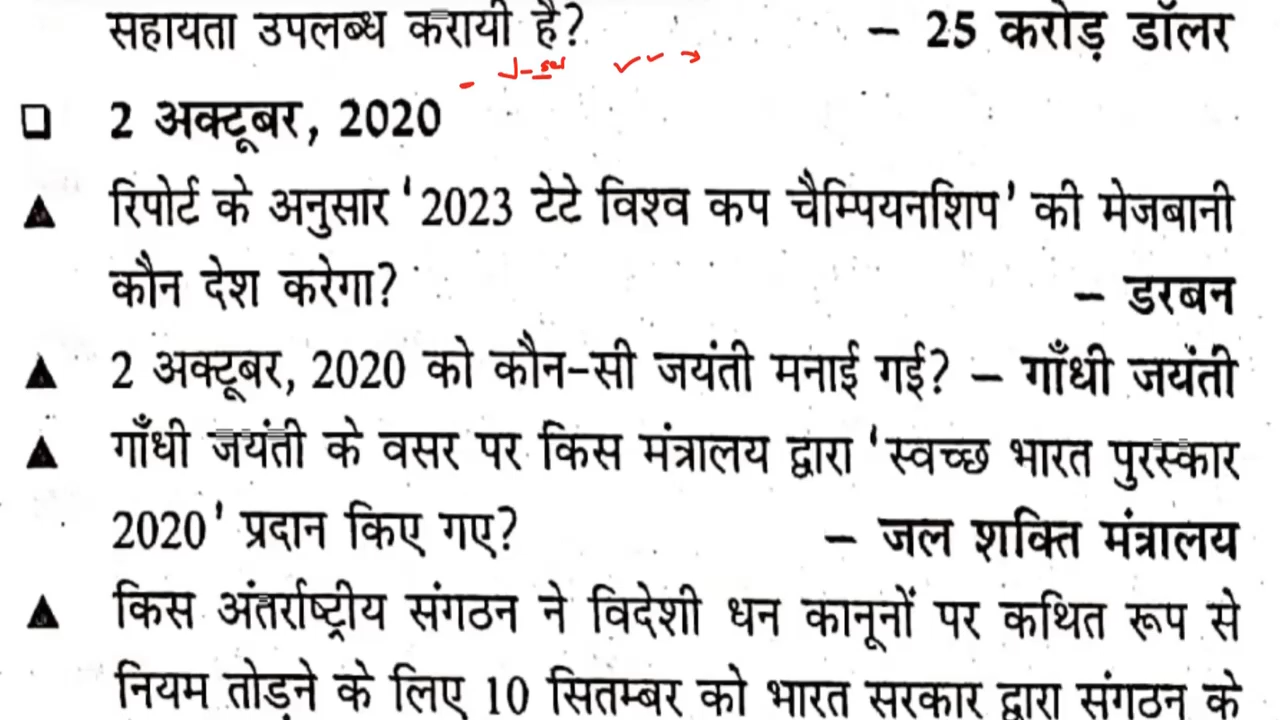 सहायता उपलब्ध करायी है? – 25 करोड़ डॉलर
❑ 2 अक्टूबर, 2020
▲ रिपोर्ट के अनुसार '2023 टेटे विश्व कप चैम्पियनशिप' की मेजबानी
कौन देश करेगा? – डरबन
▲ 2 अक्टूबर, 2020 को कौन-सी जयंती मनाई गई? – गाँधी जयंती
▲ गाँधी जयंती के वसर पर किस मंत्रालय द्वारा 'स्वच्छ भारत पुरस्कार
2020' प्रदान किए गए? – जल शक्ति मंत्रालय
▲ किस अंतर्राष्ट्रीय संगठन ने विदेशी धन कानूनों पर कथित रूप से
नियम तोड़ने के लिए 10 सितम्बर को भारत सरकार द्वारा संगठन के